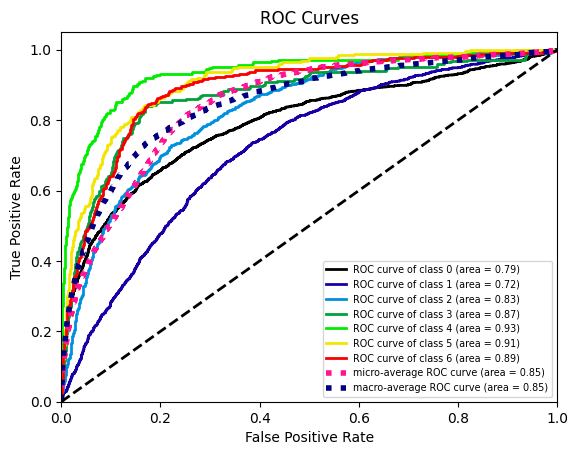 ROC Curves
True Positive Rate
1.0
0.8
0.6
0.4
0.2
0.0
ROC curve of class 0 (area = 0.79)
ROC curve of class 1 (area = 0.72)
ROC curve of class 2 (area = 0.83)
ROC curve of class 3 (area = 0.87)
ROC curve of class 4 (area = 0.93)
ROC curve of class 5 (area = 0.91)
ROC curve of class 6 (area = 0.89)
micro-average ROC curve (area = 0.85)
macro-average ROC curve (area = 0.85)
0.0 0.2 0.4 0.6 0.8 1.0
False Positive Rate